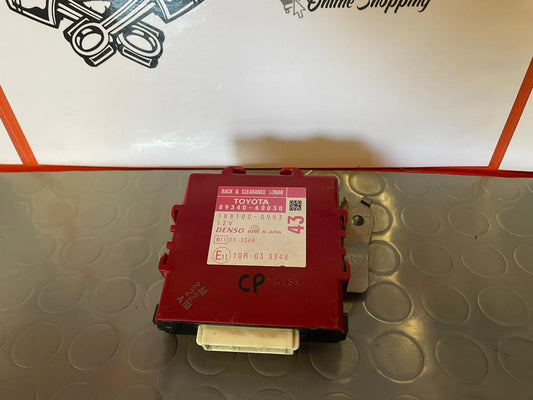 Online Shopping
BACK & CLEARANCE SONAR
TOYOTA
89340-60030
188100-0953
12V
DENSO MADE IN JAPAN
43
e11 03 3348
E11 10R-03 3348
CP